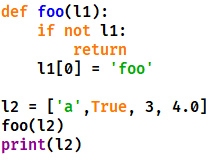 def foo(l1):
    if not l1:
        return
    l1[0] = 'foo'

l2 = ['a',True, 3, 4.0]
foo(l2)
print(l2)